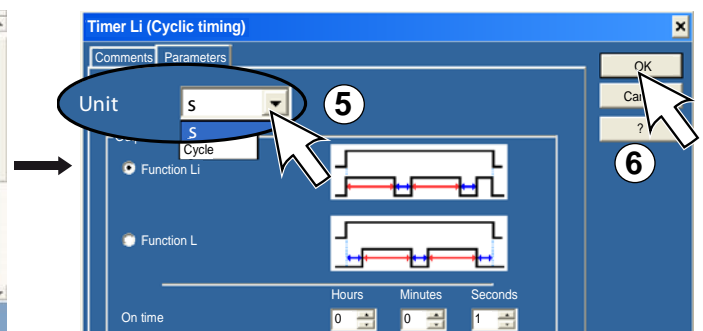 Timer Li (Cyclic timing)
Comments Parameters
OK
Unit
S
5
S
Cycle
?
6
Function Li
Function L
Hours Minutes Seconds
On time
0 0 1